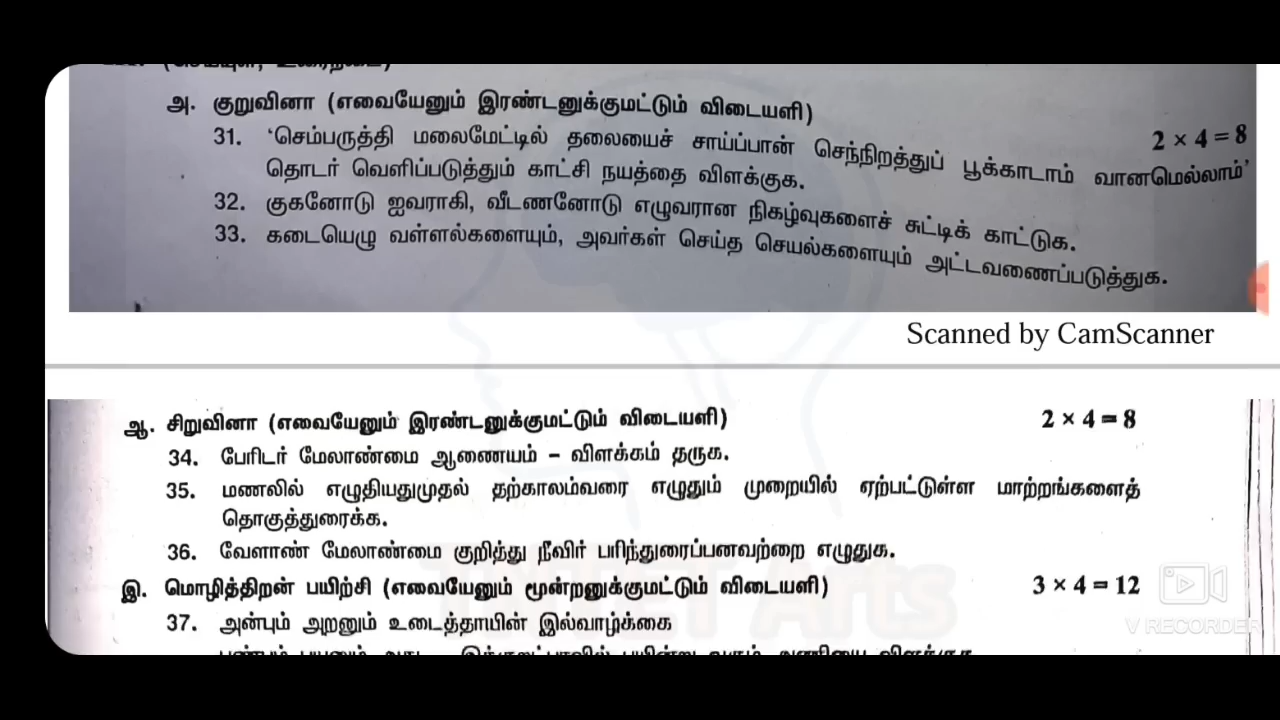 அ. குறுவினா (எவையேனும் இரண்டனுக்குமட்டும் விடையளி)
2 × 4 = 8
31. 'செம்பருத்தி மலைமேட்டில் தலையைச் சாய்ப்பான் செந்நிறத்துப் பூக்காடாம் வானமெல்லாம்'
தொடர் வெளிப்படுத்தும் காட்சி நயத்தை விளக்குக.
32. குகனோடு ஐவராகி, வீடணனோடு எழுவரான நிகழ்வுகளைச் சுட்டிக் காட்டுக.
33. கடையெழு வள்ளல்களையும், அவர்கள் செய்த செயல்களையும் அட்டவணைப்படுத்துக.
Scanned by CamScanner
ஆ. சிறுவினா (எவையேனும் இரண்டனுக்குமட்டும் விடையளி) 2 × 4 = 8
34. பேரிடர் மேலாண்மை ஆணையம் – விளக்கம் தருக.
35. மணலில் எழுதியதுமுதல் தற்காலம்வரை எழுதும் முறையில் ஏற்பட்டுள்ள மாற்றங்களைத்
தொகுத்துரைக்க.
36. வேளாண் மேலாண்மை குறித்து நீவிர் பரிந்துரைப்பனவற்றை எழுதுக.
இ. மொழித்திறன் பயிற்சி (எவையேனும் மூன்றனுக்குமட்டும் விடையளி) 3 × 4 = 12
37. அன்பும் அறனும் உடைத்தாயின் இல்வாழ்க்கை
V RECORDER